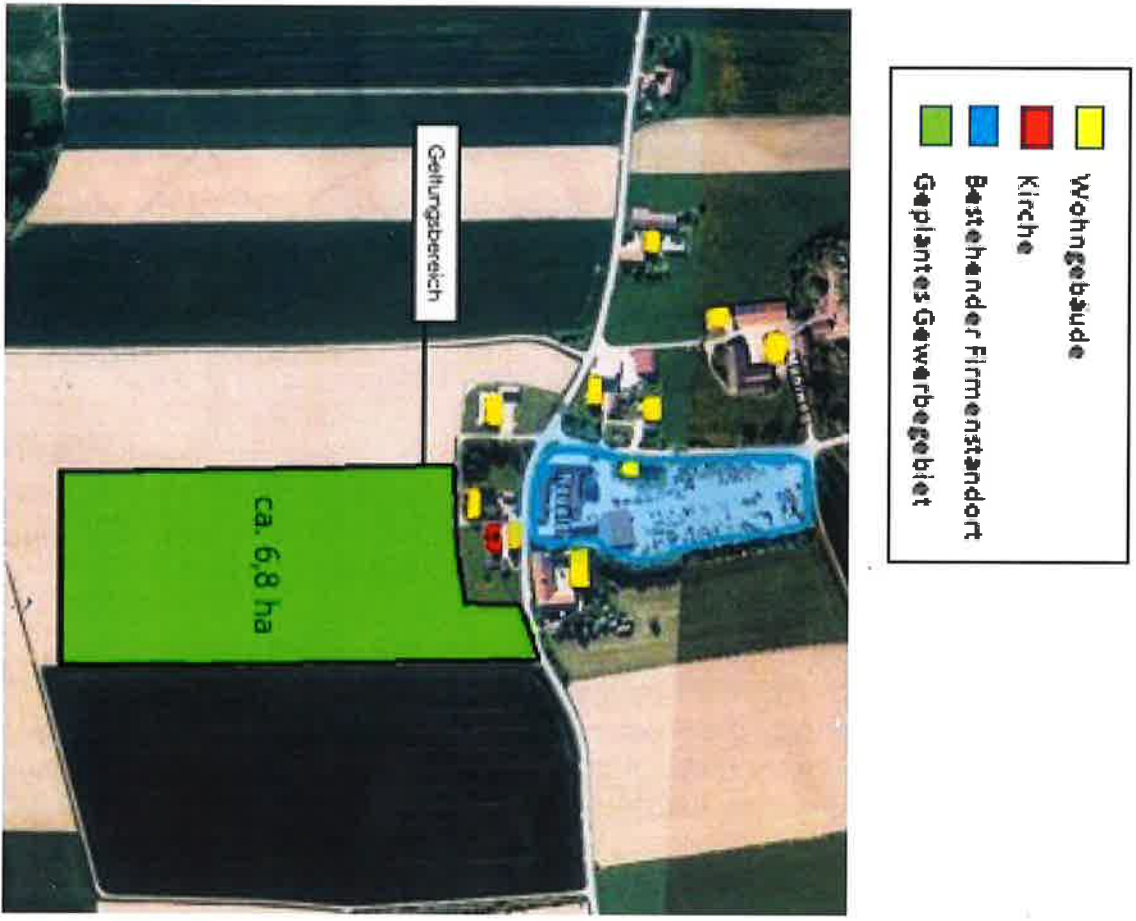 Wohngebäude
Kirche
Bestehender Firmenstandort
Geplantes Gewerbegebiet
Geltungsbereich
ca. 6,8 ha